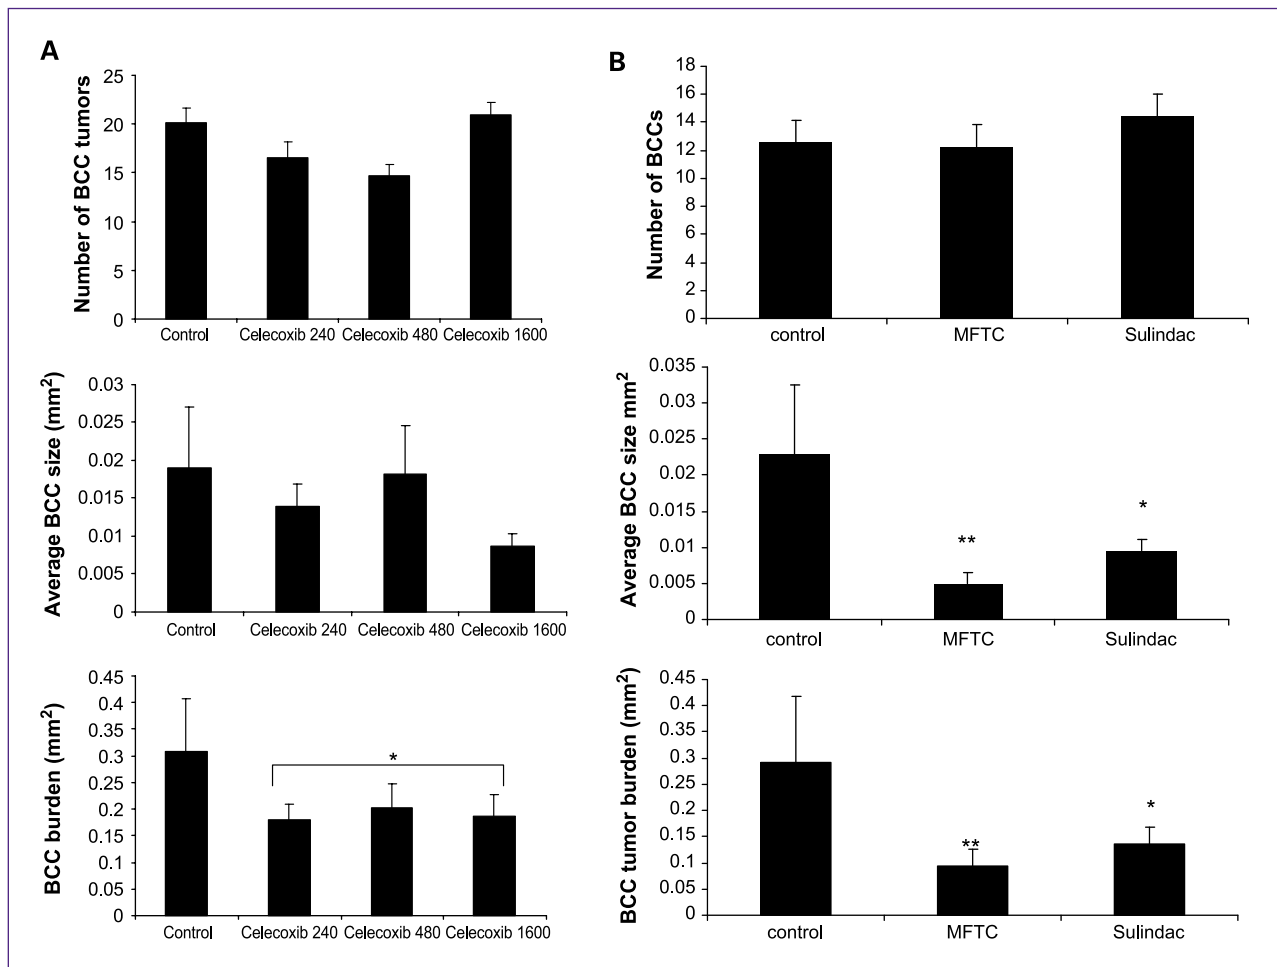 A
Number of BCC tumors
25
20
15
10
5
0
Control
Celecoxib 240
Celecoxib 480
Celecoxib 1600
Average BCC size (mm²)
0.03
0.025
0.02
0.015
0.01
0.005
0
Control
Celecoxib 240
Celecoxib 480
Celecoxib 1600
BCC burden (mm²)
0.45
0.4
0.35
0.3
0.25
0.2
0.15
0.1
0.05
0
*
Control
Celecoxib 240
Celecoxib 480
Celecoxib 1600
B
Number of BCCs
18
16
14
12
10
8
6
4
2
0
control
MFTC
Sulindac
Average BCC size mm²
0.035
0.03
0.025
0.02
0.015
0.01
0.005
0
**
*
control
MFTC
Sulindac
BCC tumor burden (mm²)
0.45
0.4
0.35
0.3
0.25
0.2
0.15
0.1
0.05
0
**
*
control
MFTC
Sulindac